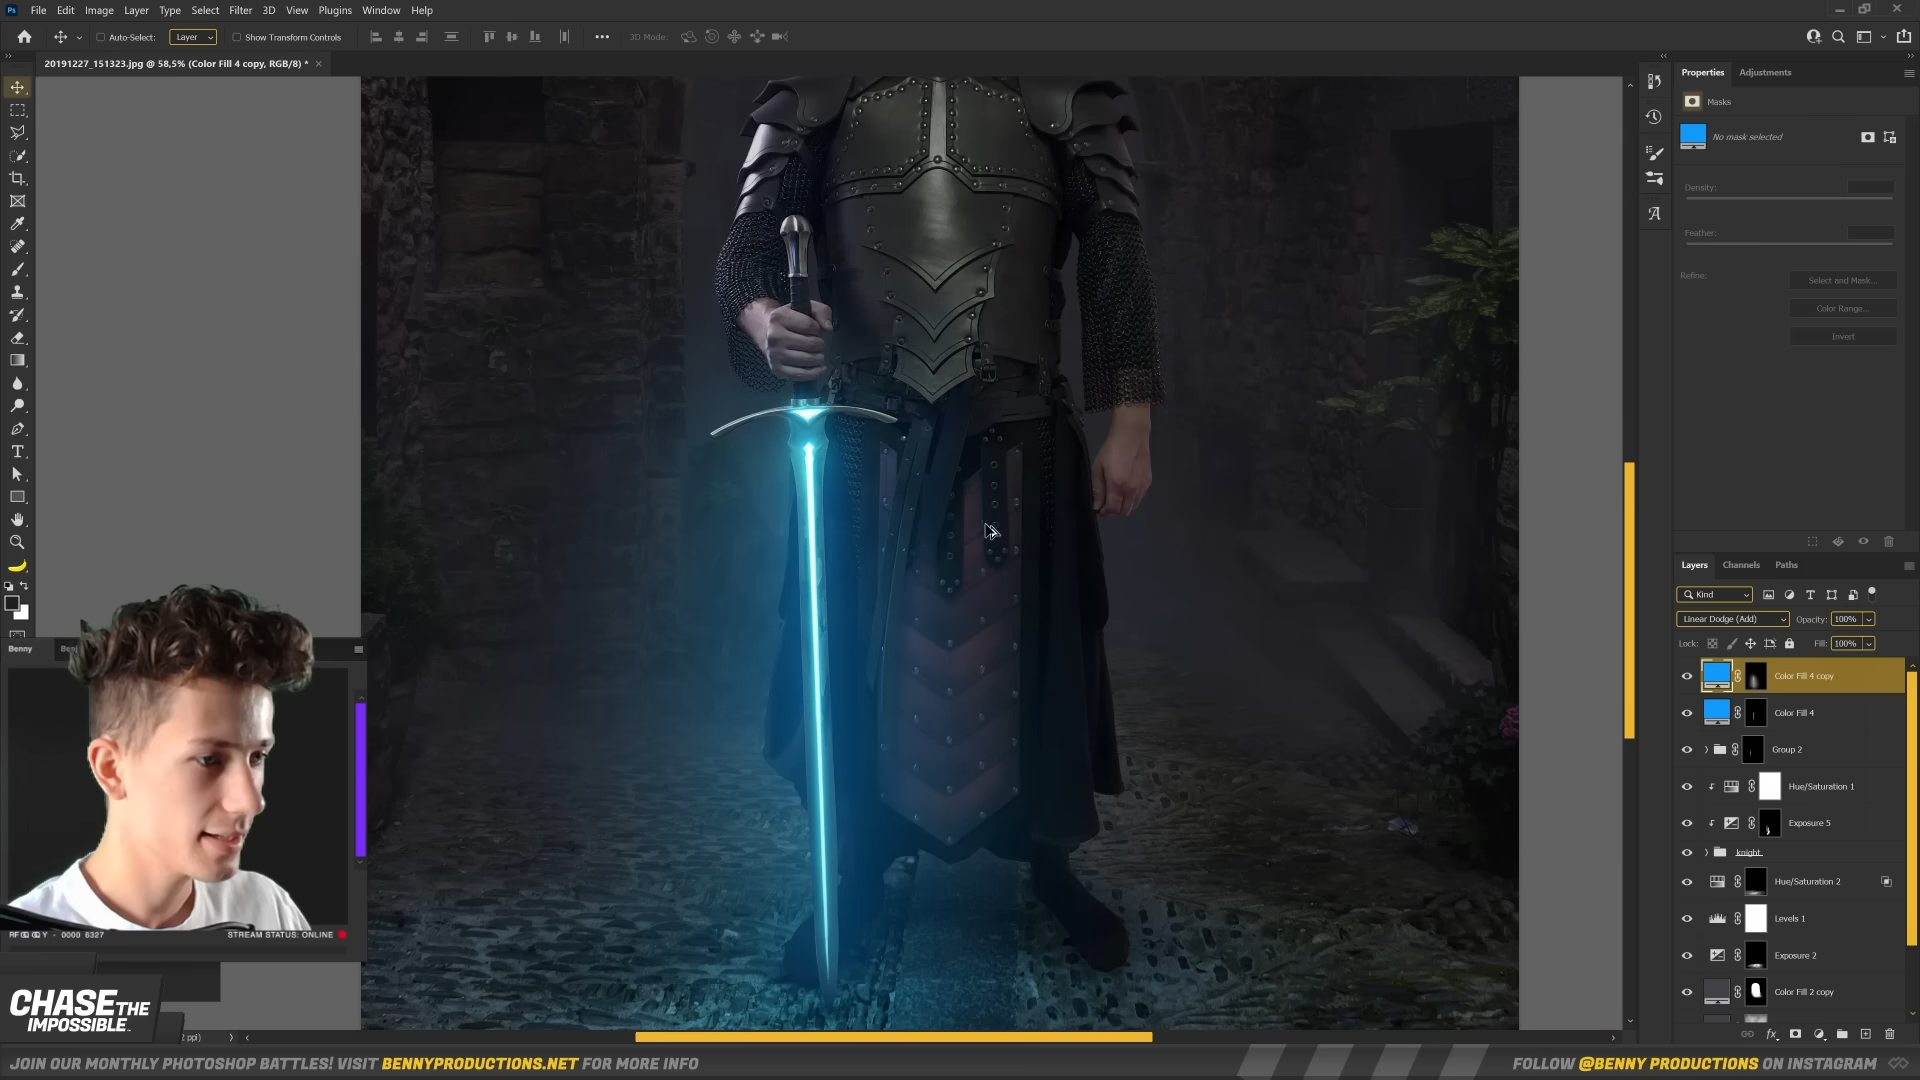 Ps File Edit Image Layer Type Select Filter 3D View Plugins Window Help
Auto-Select: Layer Show Transform Controls 3D Mode:
20191227_151323.jpg @ 58,5% (Color Fill 4 copy, RGB/8) *
Properties Adjustments
Masks
No mask selected
Density:
Feather:
Refine:
Select and Mask...
Color Range...
Invert
Layers Channels Paths
Kind
Linear Dodge (Add) Opacity: 100%
Lock: Fill: 100%
Color Fill 4 copy
Color Fill 4
Group 2
Hue/Saturation 1
Exposure 5
knight
Hue/Saturation 2
Levels 1
Exposure 2
Color Fill 2 copy
Benny
STREAM STATUS: ONLINE
CHASE THE
IMPOSSIBLE.
JOIN OUR MONTHLY PHOTOSHOP BATTLES! VISIT BENNYPRODUCTIONS.NET FOR MORE INFO
FOLLOW @BENNY PRODUCTIONS ON INSTAGRAM